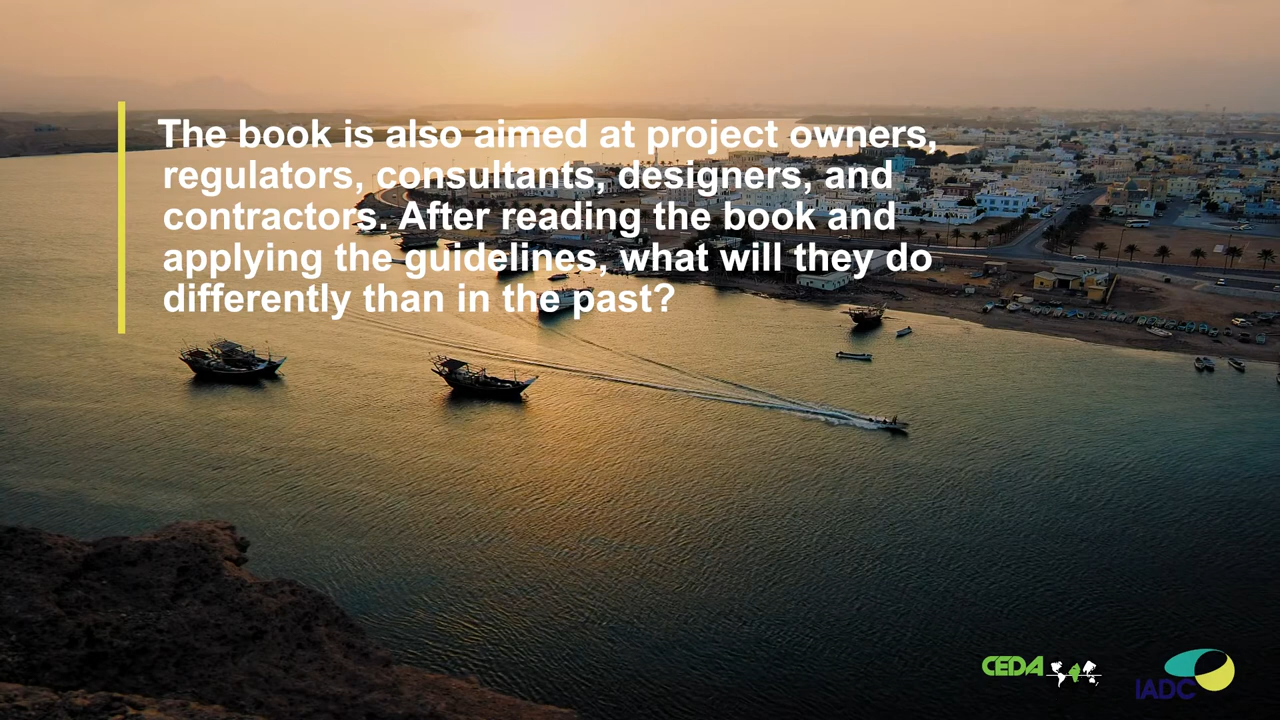 The book is also aimed at project owners,
regulators, consultants, designers, and
contractors. After reading the book and
applying the guidelines, what will they do
differently than in the past?
CEDA
IADC